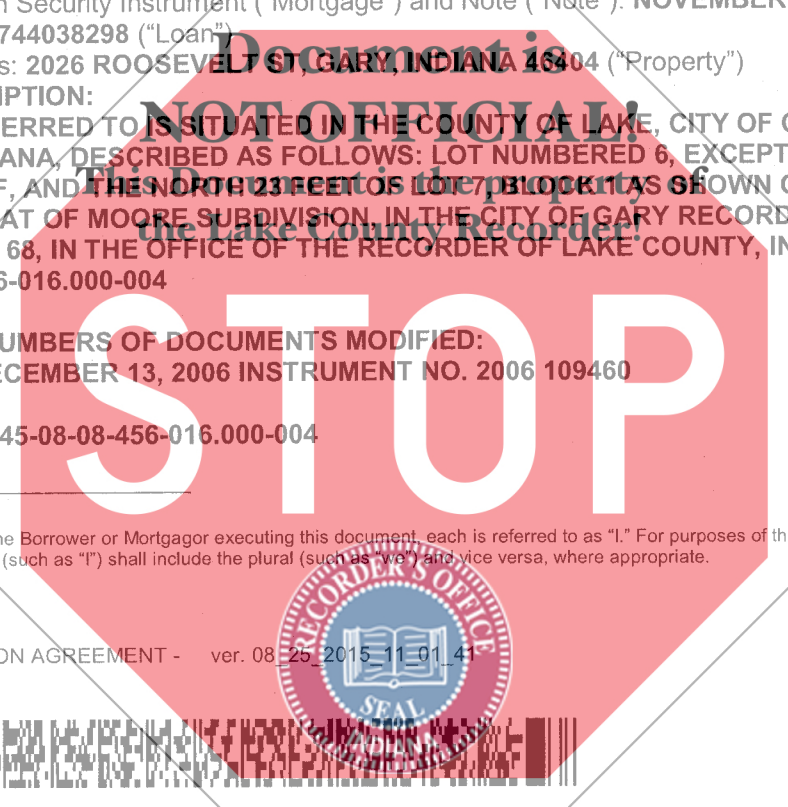 n Security Instrument ("Mortgage") and Note ("Note"): NOVEMBER
744038298 ("Loan")
s: 2026 ROOSEVELT ST, GARY, INDIANA 46404 ("Property")
IPTION:
ERRED TO IS SITUATED IN THE COUNTY OF LAKE, CITY OF
IANA, DESCRIBED AS FOLLOWS: LOT NUMBERED 6, EXCEPT
F, AND THE NORTH 23 FEET OF LOT 7, BLOCK 1 AS SHOWN
AT OF MOORE SUBDIVISION, IN THE CITY OF GARY RECORD
68, IN THE OFFICE OF THE RECORDER OF LAKE COUNTY, IN
6-016.000-004
UMBERS OF DOCUMENTS MODIFIED:
ECEMBER 13, 2006 INSTRUMENT NO. 2006 109460
45-08-08-456-016.000-004
ne Borrower or Mortgagor executing this document, each is referred to as "I." For purposes of th
(such as "I") shall include the plural (such as "we") and vice versa, where appropriate.
ON AGREEMENT - ver. 08_25_2015_11_01_41
Document is
NOT OFFICIAL!
This Document is the property of
the Lake County Recorder!
STOP
RECORDER'S OFFICE
SEAL
INDIANA